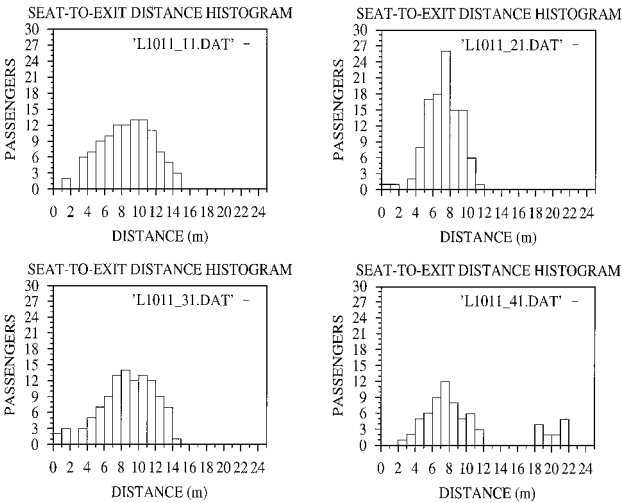 SEAT-TO-EXIT DISTANCE HISTOGRAM
'L1011_11.DAT'
PASSENGERS
30
27
24
21
18
15
12
9
6
3
0
0 2 4 6 8 10 12 14 16 18 20 22 24
DISTANCE (m)
SEAT-TO-EXIT DISTANCE HISTOGRAM
'L1011_21.DAT'
PASSENGERS
30
27
24
21
18
15
12
9
6
3
0
0 2 4 6 8 10 12 14 16 18 20 22 24
DISTANCE (m)
SEAT-TO-EXIT DISTANCE HISTOGRAM
'L1011_31.DAT'
PASSENGERS
30
27
24
21
18
15
12
9
6
3
0
0 2 4 6 8 10 12 14 16 18 20 22 24
DISTANCE (m)
SEAT-TO-EXIT DISTANCE HISTOGRAM
'L1011_41.DAT'
PASSENGERS
30
27
24
21
18
15
12
9
6
3
0
0 2 4 6 8 10 12 14 16 18 20 22 24
DISTANCE (m)